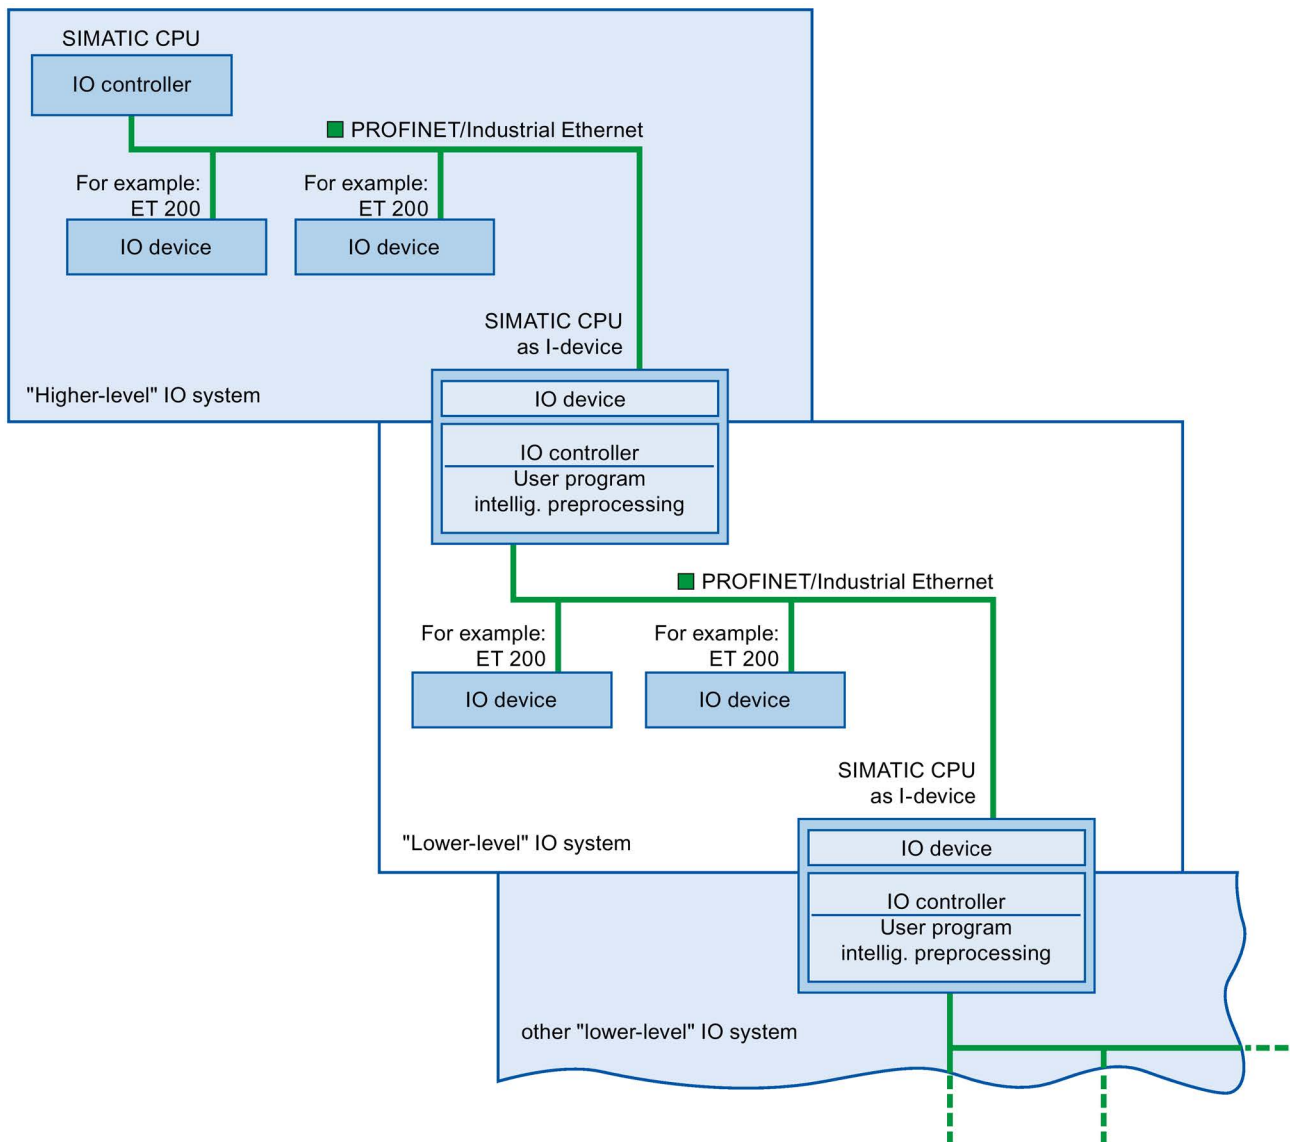 SIMATIC CPU
IO controller
PROFINET/Industrial Ethernet
For example:
ET 200
IO device
For example:
ET 200
IO device
SIMATIC CPU
as I-device
"Higher-level" IO system
IO device
IO controller
User program
intellig. preprocessing
PROFINET/Industrial Ethernet
For example:
ET 200
IO device
For example:
ET 200
IO device
SIMATIC CPU
as I-device
"Lower-level" IO system
IO device
IO controller
User program
intellig. preprocessing
other "lower-level" IO system